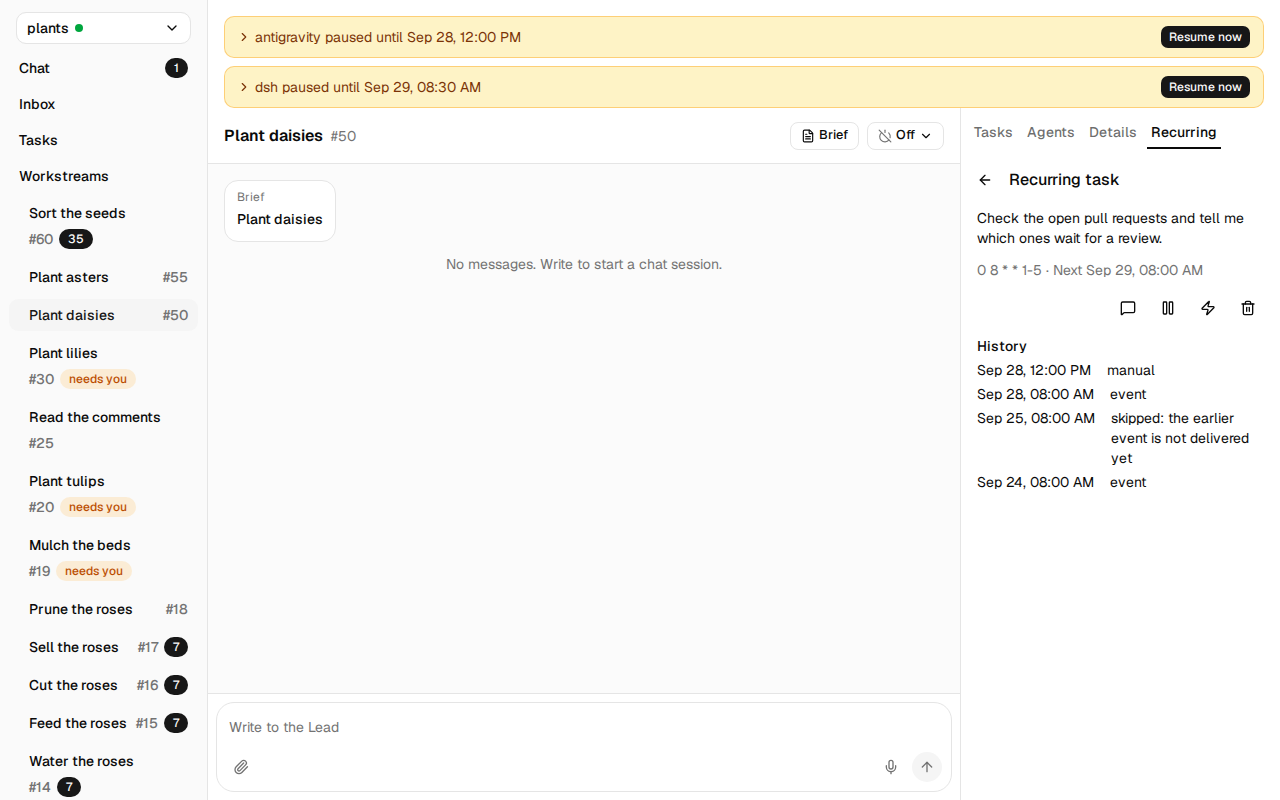 plants
Chat 1
Inbox
Tasks
Workstreams
Sort the seeds
#60 35
Plant asters #55
Plant daisies #50
Plant lilies
#30 needs you
Read the comments
#25
Plant tulips
#20 needs you
Mulch the beds
#19 needs you
Prune the roses #18
Sell the roses #17 7
Cut the roses #16 7
Feed the roses #15 7
Water the roses
#14 7
antigravity paused until Sep 28, 12:00 PM Resume now
dsh paused until Sep 29, 08:30 AM Resume now
Plant daisies #50 Brief Off
Brief
Plant daisies
No messages. Write to start a chat session.
Write to the Lead
Tasks Agents Details Recurring
Recurring task
Check the open pull requests and tell me
which ones wait for a review.
0 8 * * 1-5 · Next Sep 29, 08:00 AM
History
Sep 28, 12:00 PM manual
Sep 28, 08:00 AM event
Sep 25, 08:00 AM skipped: the earlier
event is not delivered
yet
Sep 24, 08:00 AM event